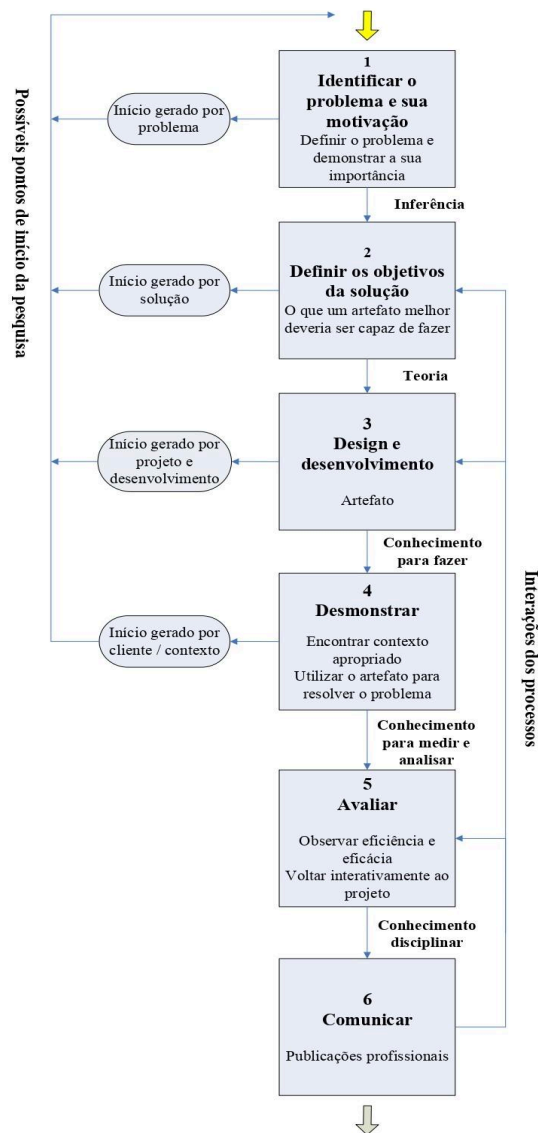 Possíveis pontos de início da pesquisa
1
Identificar o
problema e sua
motivação
Definir o problema e
demonstrar a sua
importância
Início gerado por
problema
Inferência
2
Definir os objetivos
da solução
O que um artefato melhor
deveria ser capaz de fazer
Início gerado por
solução
Teoria
3
Design e
desenvolvimento
Artefato
Início gerado por
projeto e
desenvolvimento
Conhecimento
para fazer
4
Desmonstrar
Encontrar contexto
apropriado
Utilizar o artefato para
resolver o problema
Início gerado por
cliente / contexto
Conhecimento
para medir e
analisar
5
Avaliar
Observar eficiência e
eficácia
Voltar interativamente ao
projeto
Conhecimento
disciplinar
6
Comunicar
Publicações profissionais
Interações dos processos